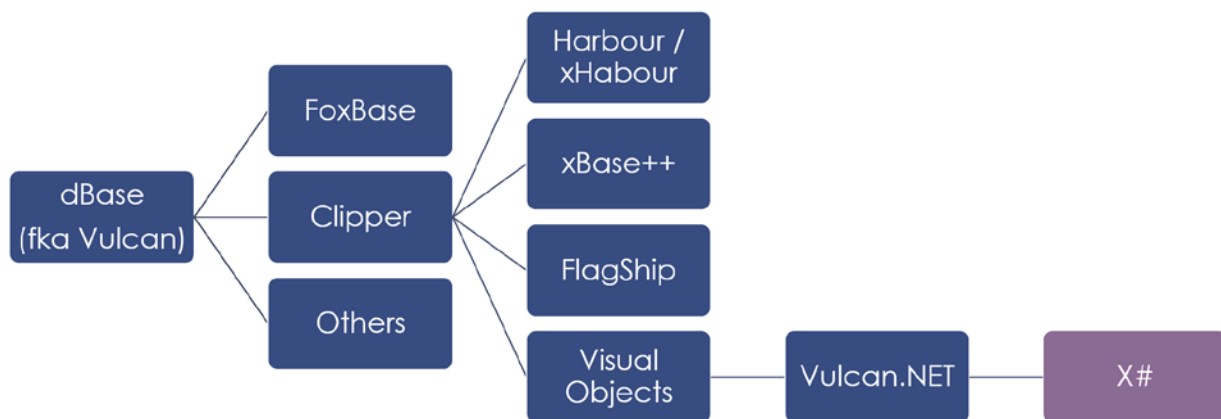 dBase
(fka Vulcan)
FoxBase
Clipper
Others
Harbour /
xHabour
xBase++
FlagShip
Visual
Objects
Vulcan.NET
X#